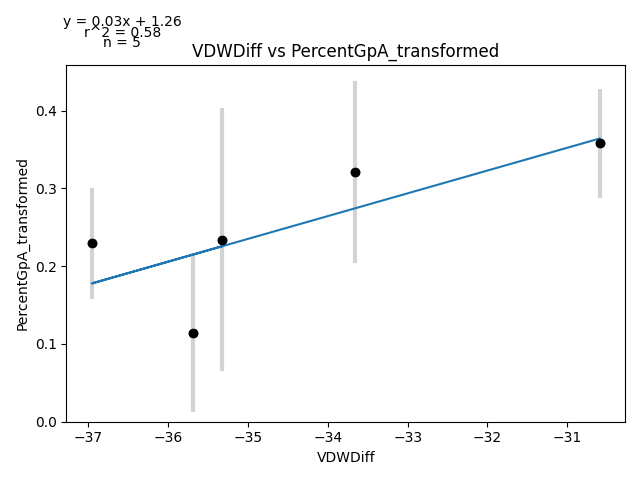 y = 0.03x + 1.26
r^2 = 0.58
n = 5
VDWDiff vs PercentGpA_transformed
PercentGpA_transformed
0.4
0.3
0.2
0.1
0.0
−37
−36
−35
−34
−33
−32
−31
VDWDiff